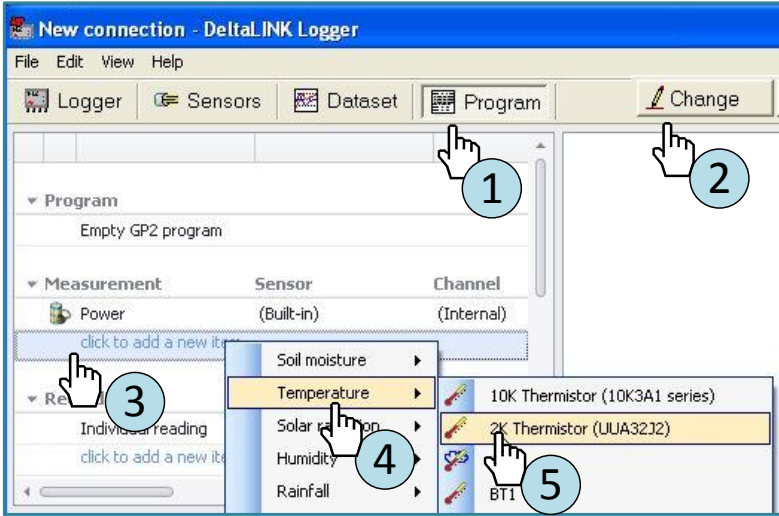 New connection - DeltaLINK Logger
File Edit View Help
Logger Sensors Dataset Program Change
1 2
Program
Empty GP2 program
Measurement Sensor Channel
Power (Built-in) (Internal)
click to add a new item
3
Soil moisture
Temperature
Solar radiation
Humidity
Rainfall
4
10K Thermistor (10K3A1 series)
2K Thermistor (UUA32J2)
BT1
5
Individual reading
click to add a new ite